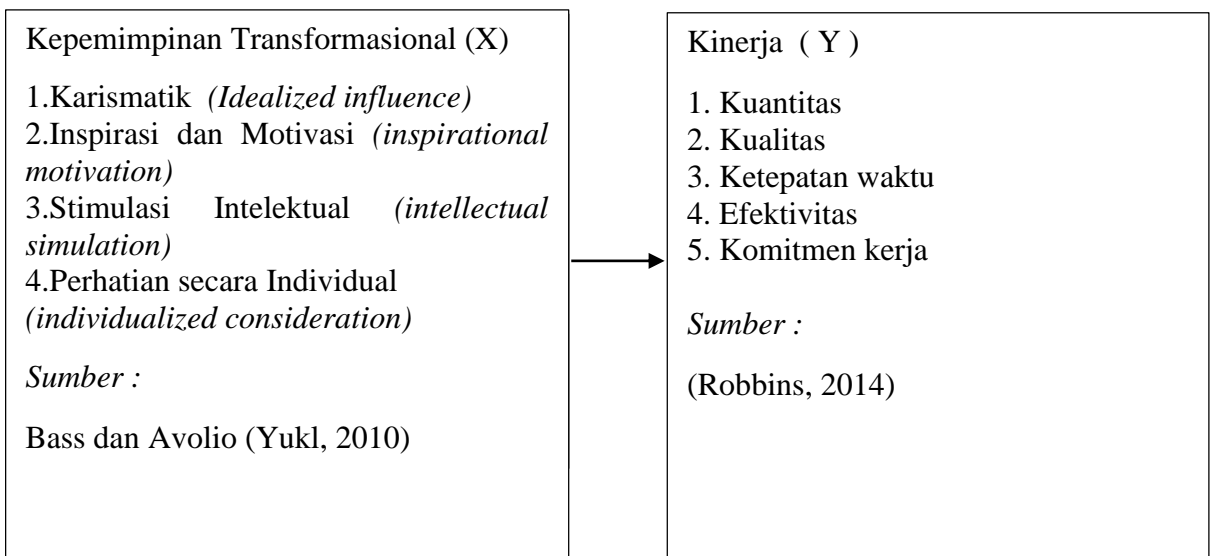 Kepemimpinan Transformasional (X)
1.Karismatik (Idealized influence)
2.Inspirasi dan Motivasi (inspirational
motivation)
3.Stimulasi Intelektual (intellectual
simulation)
4.Perhatian secara Individual
(individualized consideration)
Sumber :
Bass dan Avolio (Yukl, 2010)
Kinerja ( Y )
1. Kuantitas
2. Kualitas
3. Ketepatan waktu
4. Efektivitas
5. Komitmen kerja
Sumber :
(Robbins, 2014)